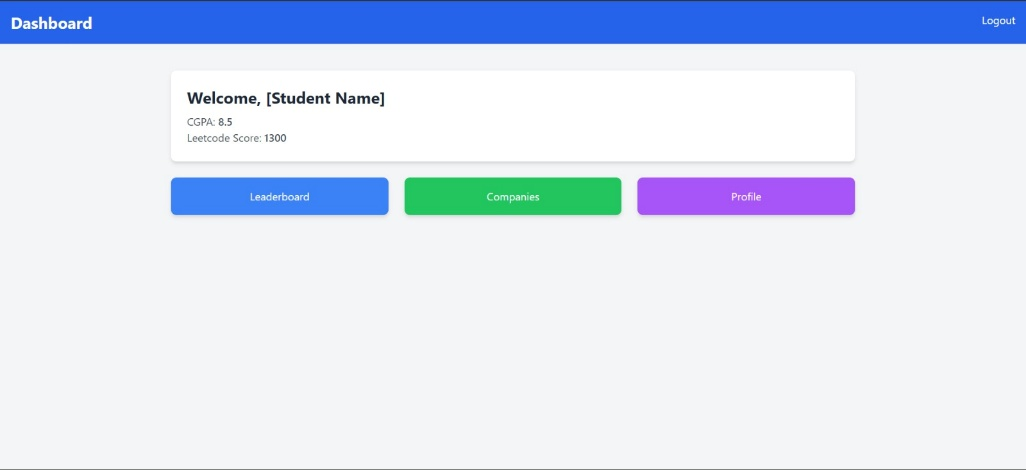 Dashboard
Logout
Welcome, [Student Name]
CGPA: 8.5
Leetcode Score: 1300
Leaderboard
Companies
Profile